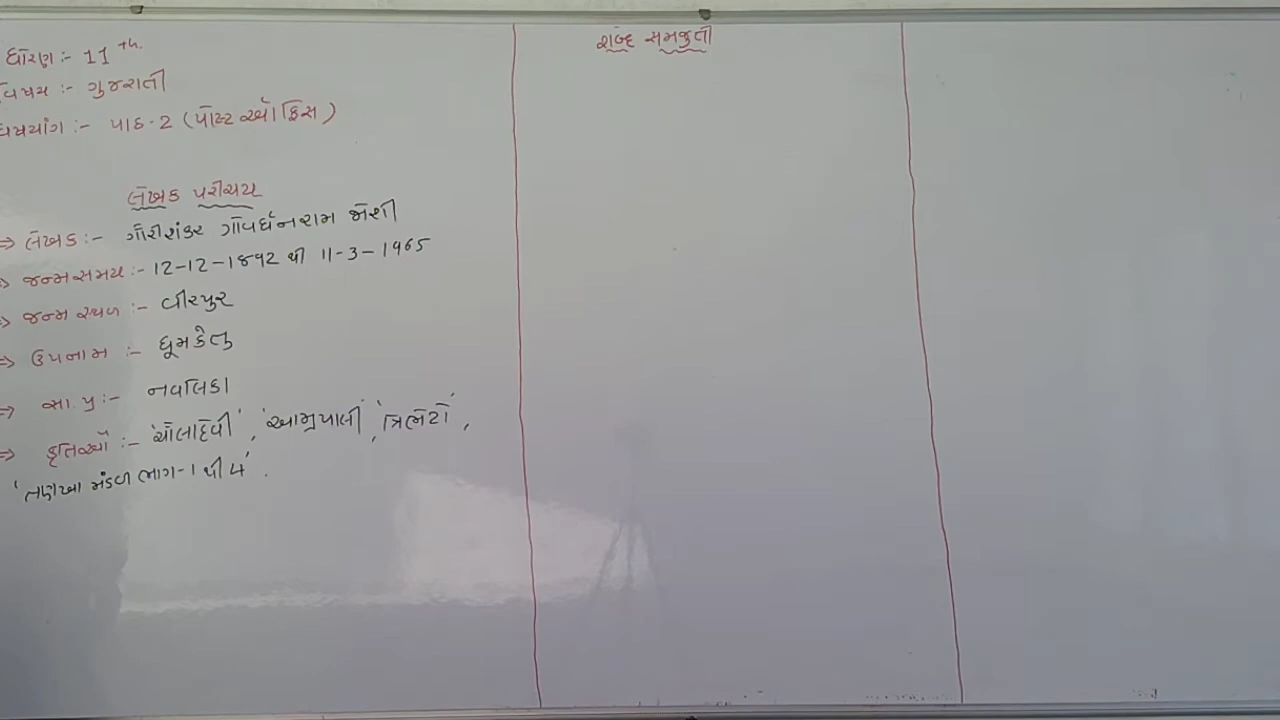 ધોરણ :- 11 th.
વિષય :- ગુજરાતી
વિષયાંગ :- પાઠ-2 (પોસ્ટ ઑફિસ)
લેખક પરીચય
⇒ લેખક :- ગૌરીશંકર ગોવર્ધનરામ જોશી
⇒ જન્મસમય :- 12-12-1892 થી 11-3-1965
⇒ જન્મ સ્થળ :- વીરપુર
⇒ ઉપનામ :- ધૂમકેતુ
⇒ સા. પ્ર :- નવલિકા
⇒ કૃતિઓ :- 'ચૌલાદેવી', 'આમ્રપાલી', 'ત્રિભેટો',
'તણખા મંડળ ભાગ-1 થી 4'.
શબ્દ સમજુતી